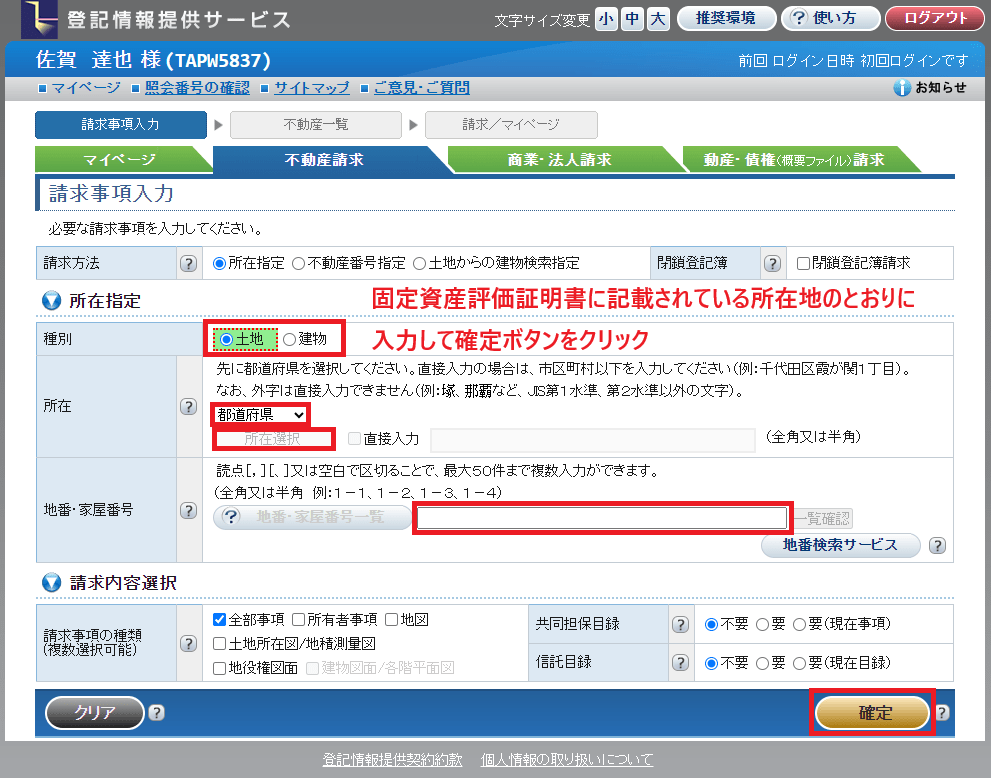 登記情報提供サービス
文字サイズ変更 小 中 大 推奨環境 ? 使い方 ログアウト
佐賀 達也 様 (TAPW5837)
前回 ログイン日時 初回ログインです
マイページ 照会番号の確認 サイトマップ ご意見・ご質問
i お知らせ
請求事項入力 不動産一覧 請求／マイページ
マイページ 不動産請求 商業・法人請求 動産・債権(概要ファイル)請求
請求事項入力
必要な請求事項を入力してください。
請求方法 ? 所在指定 不動産番号指定 土地からの建物検索指定 閉鎖登記簿 ? 閉鎖登記簿請求
所在指定
固定資産評価証明書に記載されている所在地のとおりに
入力して確定ボタンをクリック
種別 土地 建物
所在 ?
先に都道府県を選択してください。直接入力の場合は、市区町村以下を入力してください(例:千代田区霞が関１丁目)。
なお、外字は直接入力できません(例:塚、那覇など、JIS第１水準、第２水準以外の文字)。
都道府県
所在選択 直接入力 (全角又は半角)
地番・家屋番号 ?
読点[，][、]又は空白で区切ることで、最大５０件まで複数入力ができます。
(全角又は半角 例:１－１、１－２、１－３、１－４)
? 地番・家屋番号一覧 一覧確認
地番検索サービス ?
請求内容選択
請求事項の種類
(複数選択可能) ?
全部事項 所有者事項 地図
土地所在図/地積測量図
地役権図面 建物図面/各階平面図
共同担保目録 ? 不要 要 要(現在事項)
信託目録 ? 不要 要 要(現在目録)
クリア ? 確定 ?
登記情報提供契約約款 個人情報の取り扱いについて